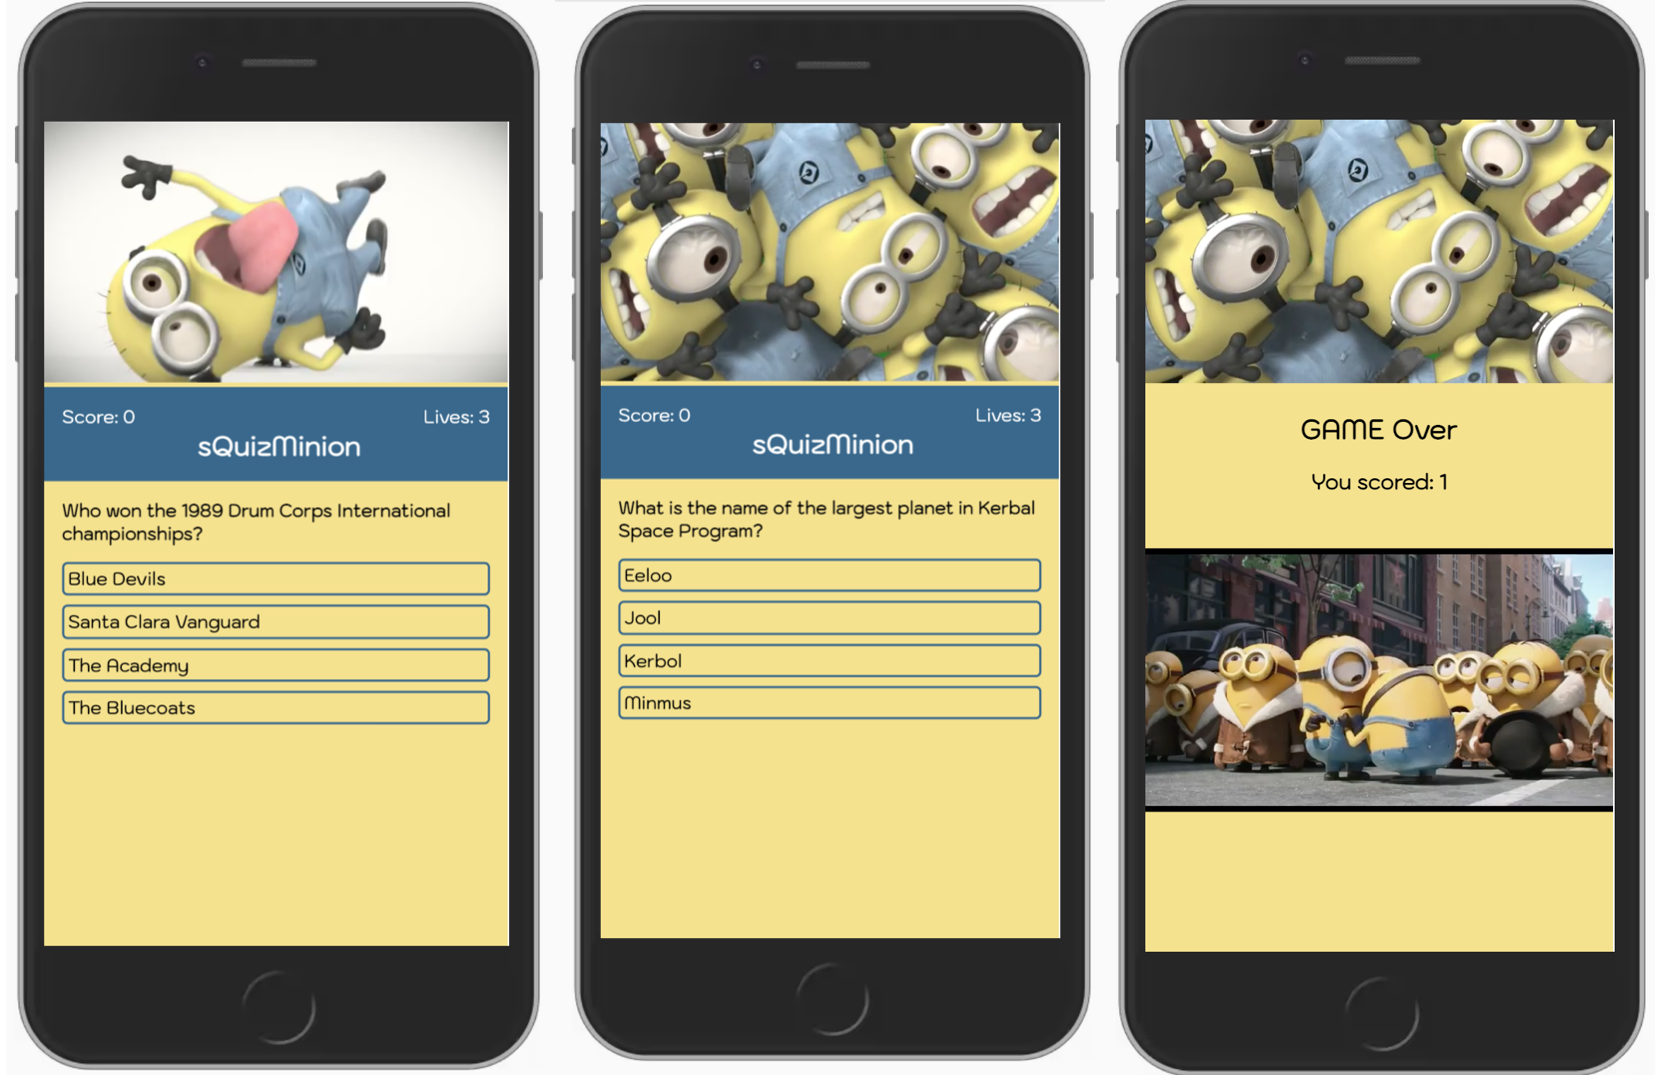 Score: 0
Lives: 3
sQuizMinion
Who won the 1989 Drum Corps International
championships?
Blue Devils
Santa Clara Vanguard
The Academy
The Bluecoats
Score: 0
Lives: 3
sQuizMinion
What is the name of the largest planet in Kerbal
Space Program?
Eeloo
Jool
Kerbol
Minmus
GAME Over
You scored: 1